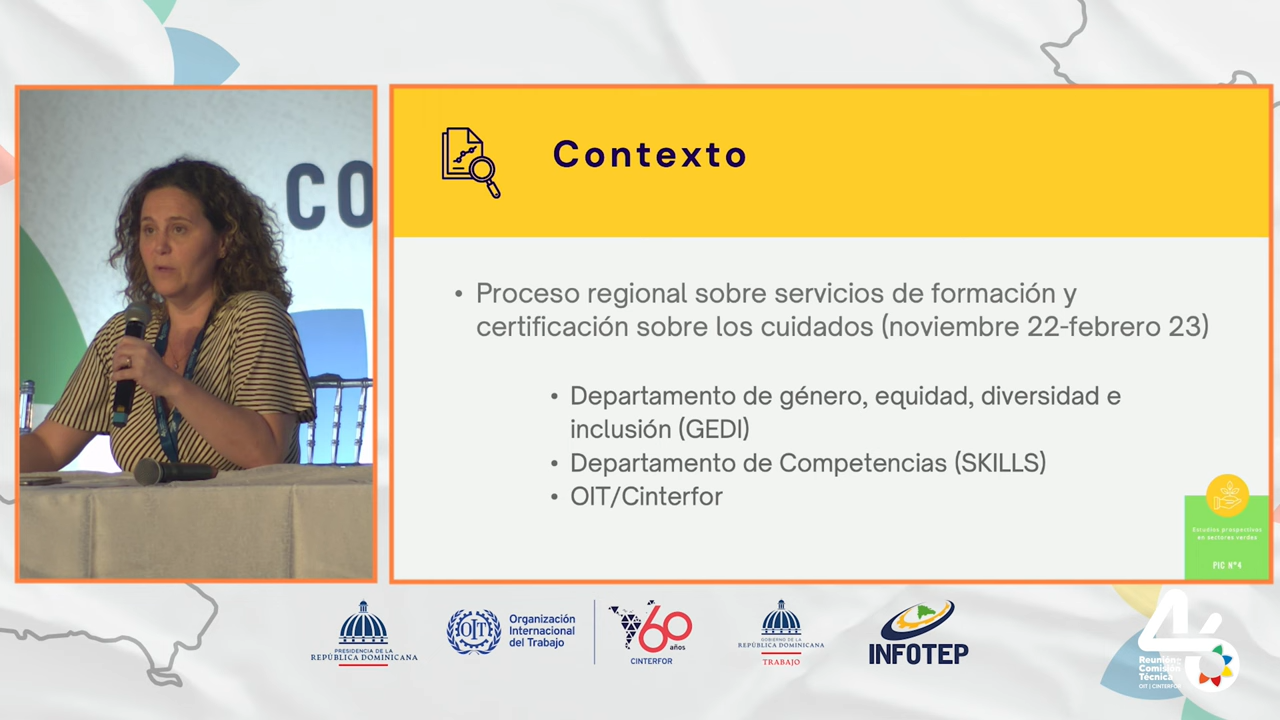 CO
Contexto
• Proceso regional sobre servicios de formación y
certificación sobre los cuidados (noviembre 22-febrero 23)
• Departamento de género, equidad, diversidad e
inclusión (GEDI)
• Departamento de Competencias (SKILLS)
• OIT/Cinterfor
Estudios prospectivos
en sectores verdes
PIC N°4
PRESIDENCIA DE LA
REPÚBLICA DOMINICANA
OIT
Organización
Internacional
del Trabajo
60
años
CINTERFOR
GOBIERNO DE LA
REPÚBLICA DOMINICANA
TRABAJO
INFOTEP
46
Reunión
Comisión
Técnica
OIT | CINTERFOR